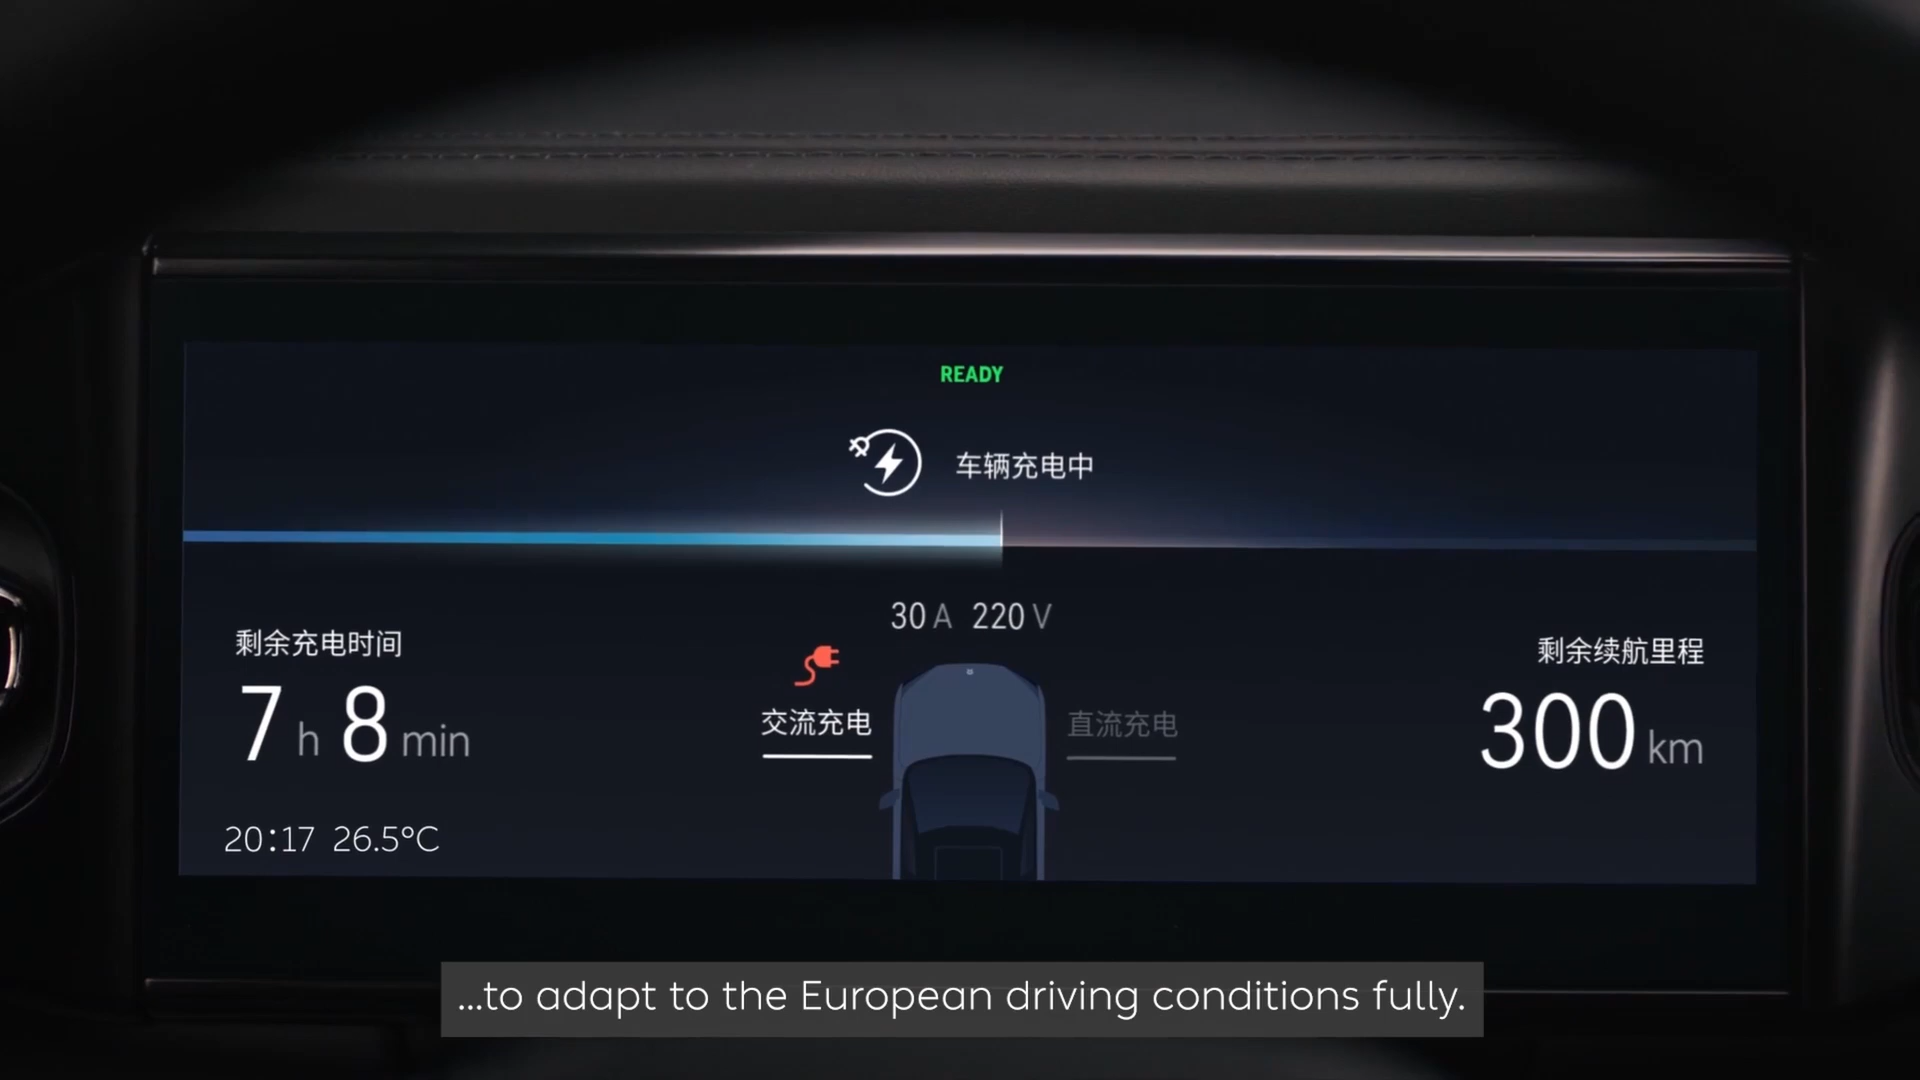 READY
车辆充电中
30 A 220 V
剩余充电时间
7 h 8 min
交流充电
直流充电
剩余续航里程
300 km
20:17 26.5°C
...to adapt to the European driving conditions fully.